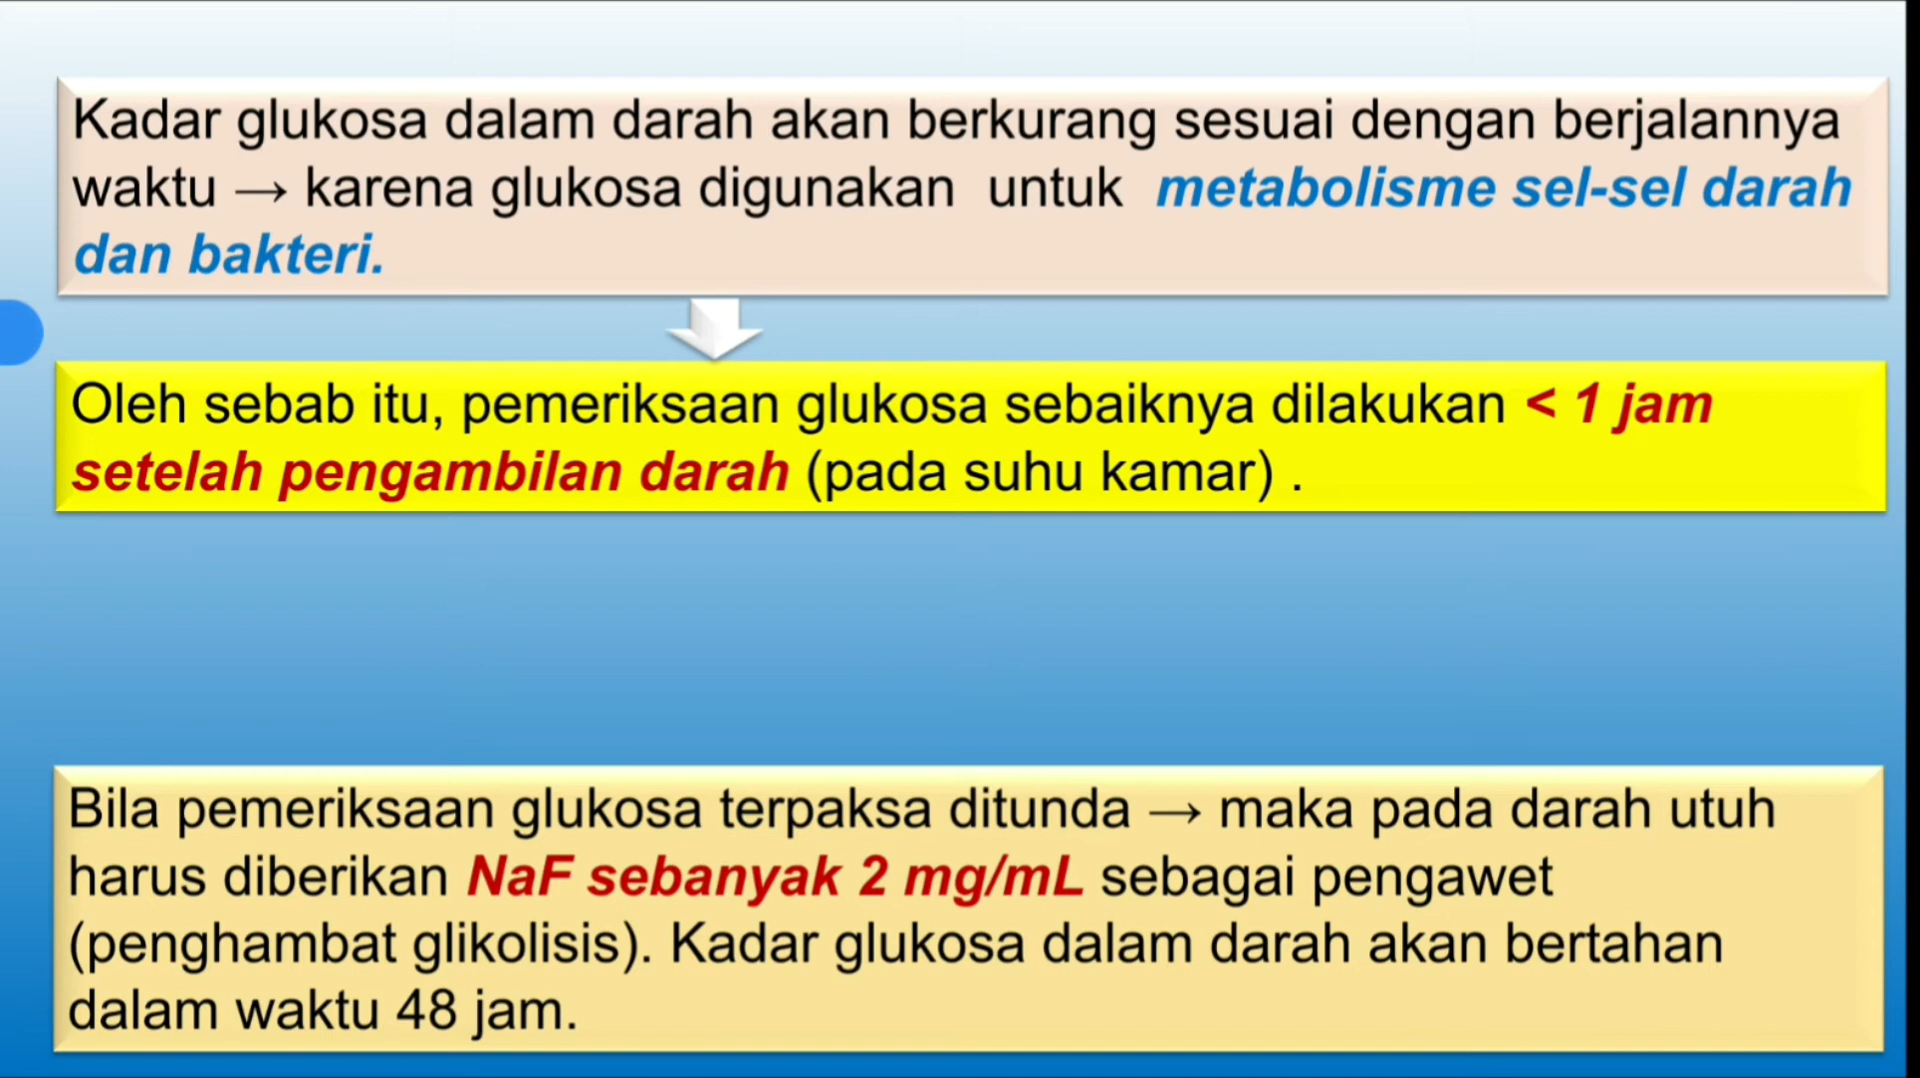 Kadar glukosa dalam darah akan berkurang sesuai dengan berjalannya
waktu → karena glukosa digunakan untuk metabolisme sel-sel darah
dan bakteri.
Oleh sebab itu, pemeriksaan glukosa sebaiknya dilakukan < 1 jam
setelah pengambilan darah (pada suhu kamar) .
Bila pemeriksaan glukosa terpaksa ditunda → maka pada darah utuh
harus diberikan NaF sebanyak 2 mg/mL sebagai pengawet
(penghambat glikolisis). Kadar glukosa dalam darah akan bertahan
dalam waktu 48 jam.